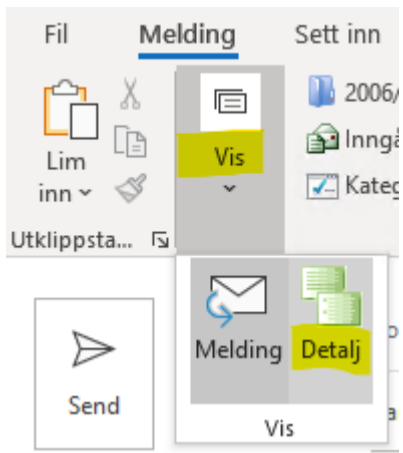 Fil Melding Sett inn
2006/
Lim inn
Vis
Inngå
Kateg
Utklippsta...
Melding Detalj
Send
Vis